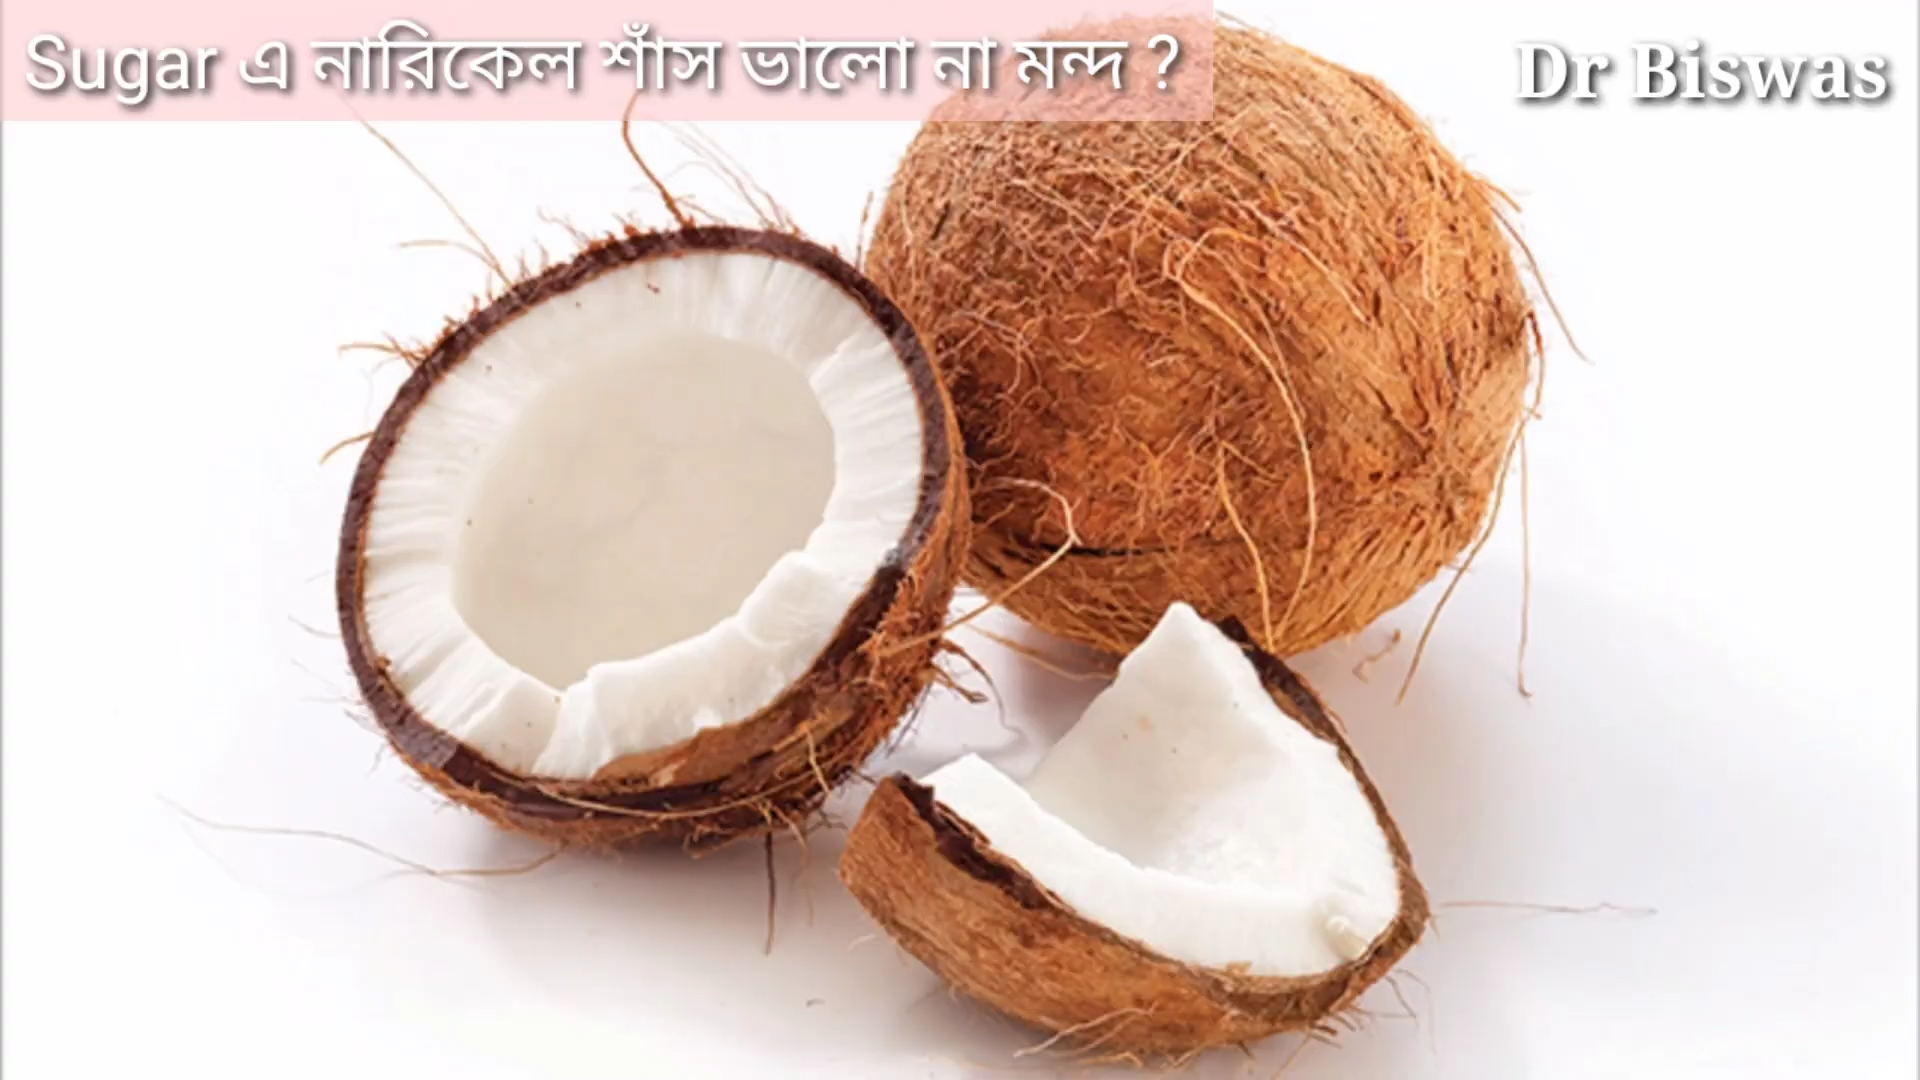 Sugar এ নারিকেল শাঁস ভালো না মন্দ ?
Dr Biswas